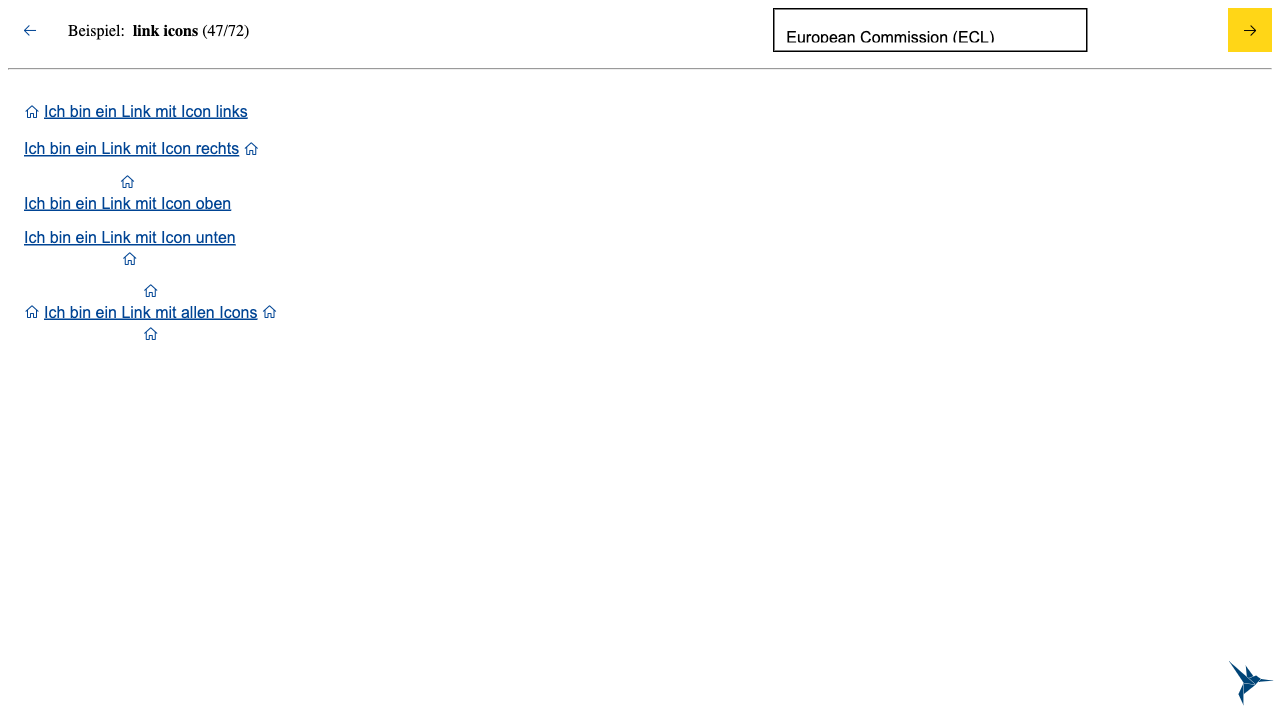 Beispiel: link icons (47/72)
European Commission (ECL)
Ich bin ein Link mit Icon links
Ich bin ein Link mit Icon rechts
Ich bin ein Link mit Icon oben
Ich bin ein Link mit Icon unten
Ich bin ein Link mit allen Icons